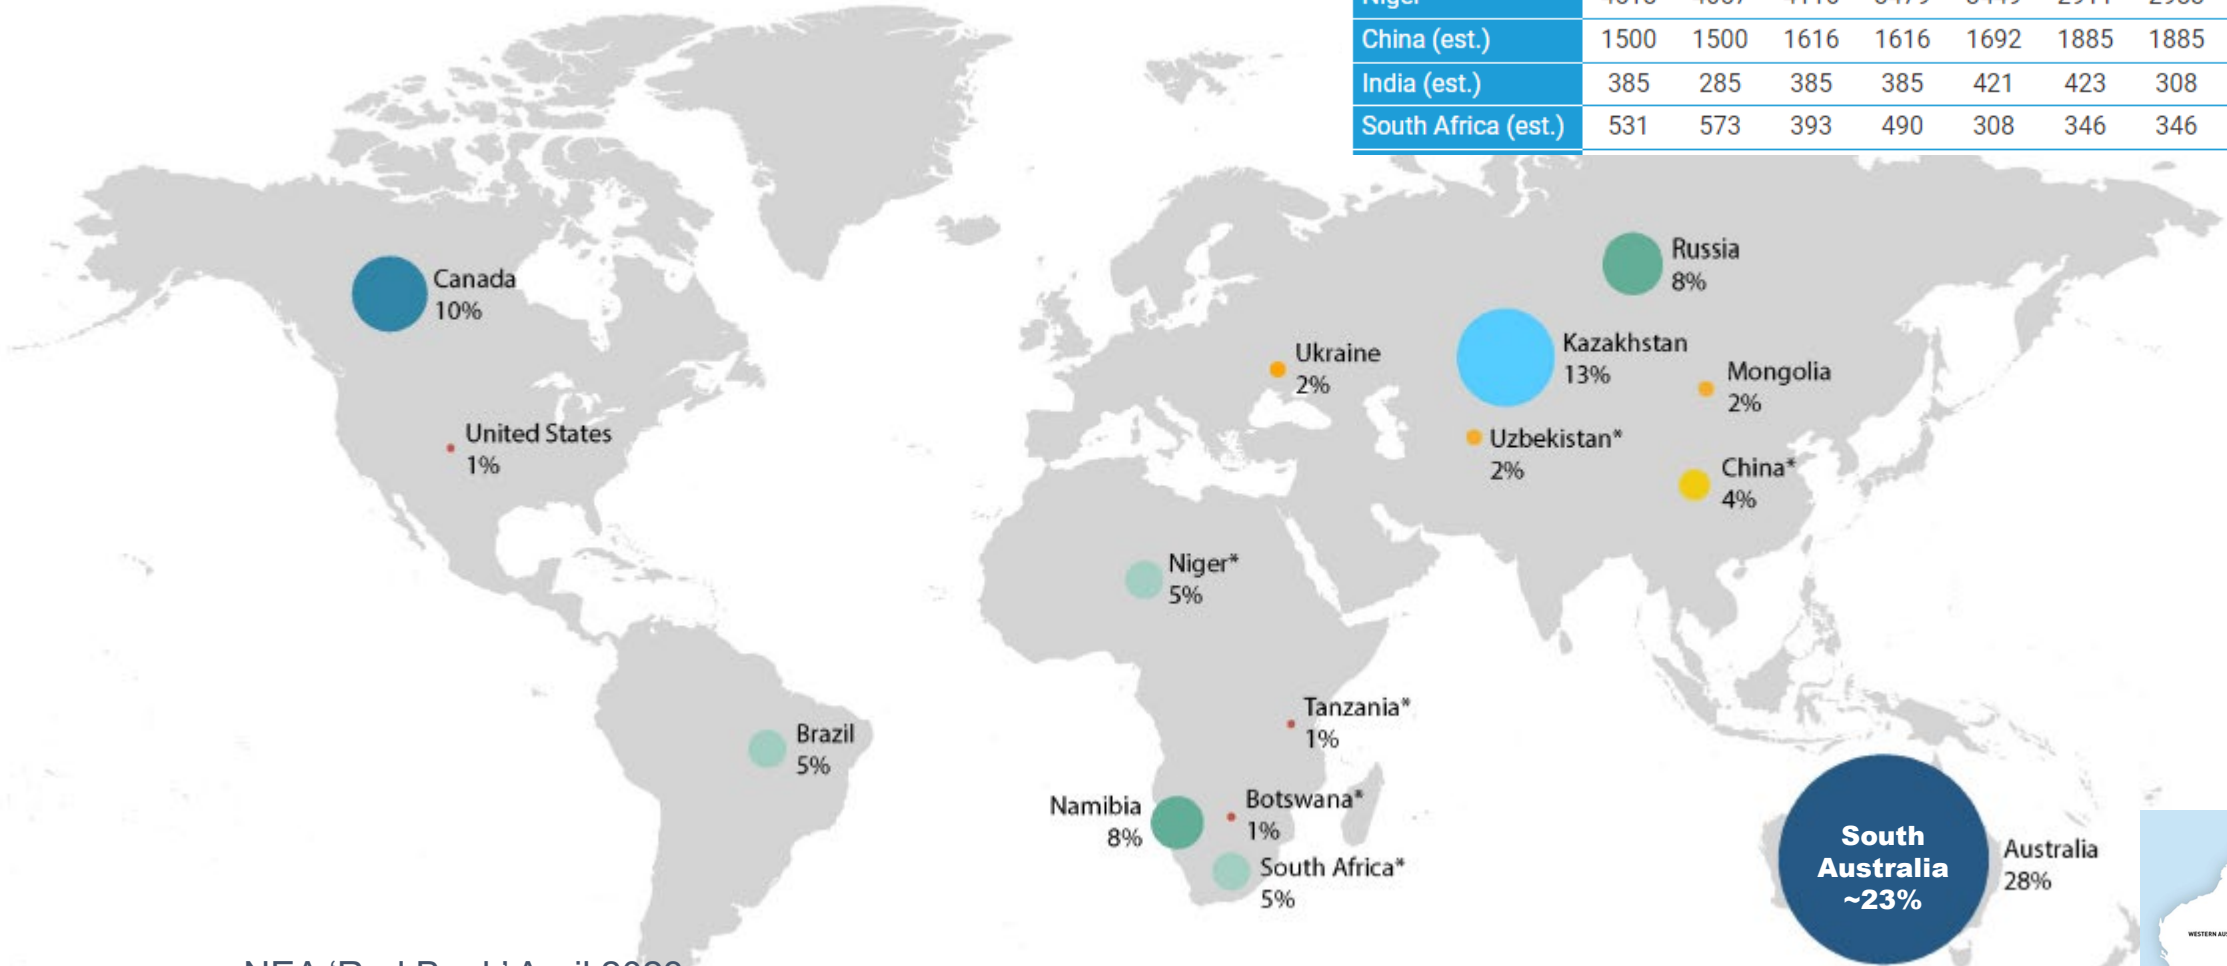 China (est.) 1500 1500 1616 1616 1692 1885 1885
India (est.) 385 285 385 385 421 423 308
South Africa (est.) 531 573 393 490 308 346 346
Russia
8%
Canada
10%
Kazakhstan
13%
Ukraine
2%
Mongolia
2%
United States
1%
Uzbekistan*
2%
China*
4%
Niger*
5%
Tanzania*
1%
Brazil
5%
Namibia
8%
Botswana*
1%
South Africa*
5%
South
Australia
~23%
Australia
28%
WESTERN